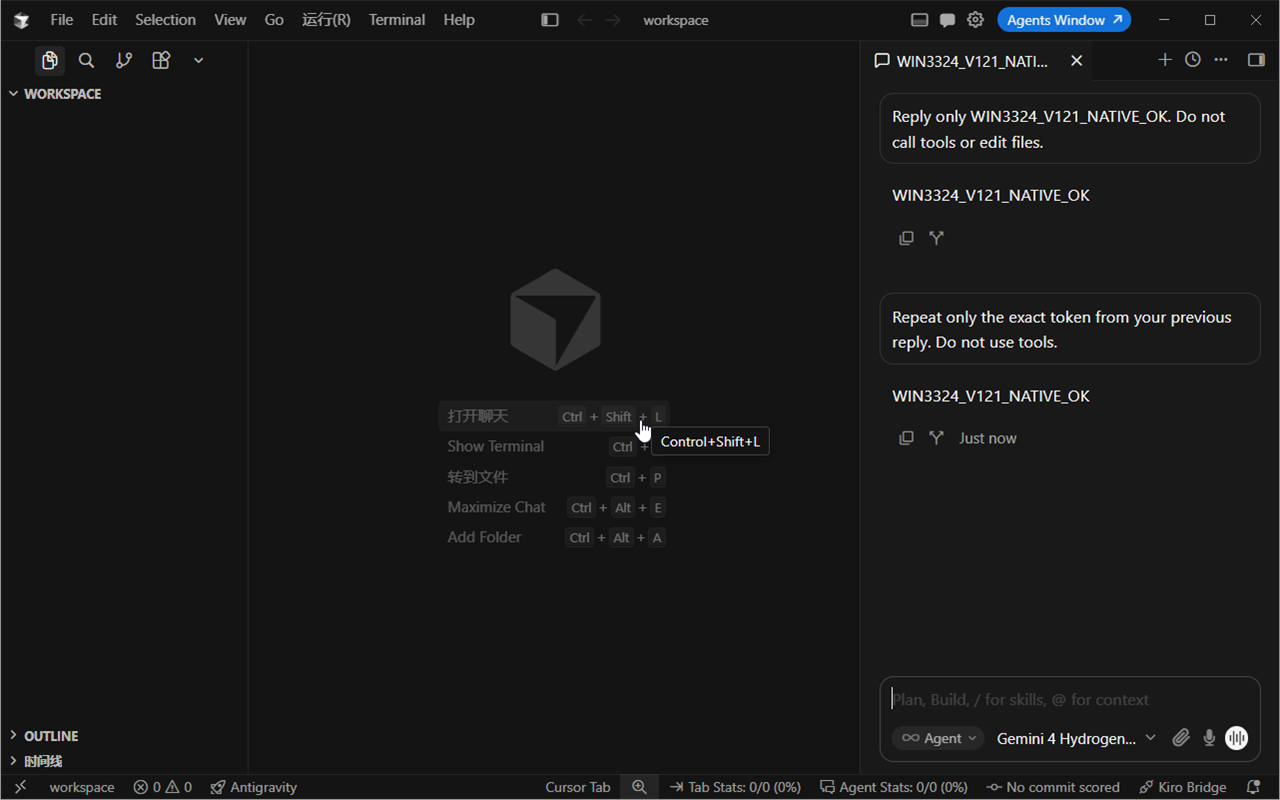 File Edit Selection View Go 运行(R) Terminal Help workspace Agents Window
WORKSPACE
WIN3324_V121_NATI...
Reply only WIN3324_V121_NATIVE_OK. Do not
call tools or edit files.
WIN3324_V121_NATIVE_OK
Repeat only the exact token from your previous
reply. Do not use tools.
WIN3324_V121_NATIVE_OK
Just now
打开聊天 Ctrl + Shift + L
Control+Shift+L
Show Terminal Ctrl +
转到文件 Ctrl + P
Maximize Chat Ctrl + Alt + E
Add Folder Ctrl + Alt + A
Plan, Build, / for skills, @ for context
Agent Gemini 4 Hydrogen...
OUTLINE
时间线
workspace 0 0 Antigravity Cursor Tab Tab Stats: 0/0 (0%) Agent Stats: 0/0 (0%) No commit scored Kiro Bridge